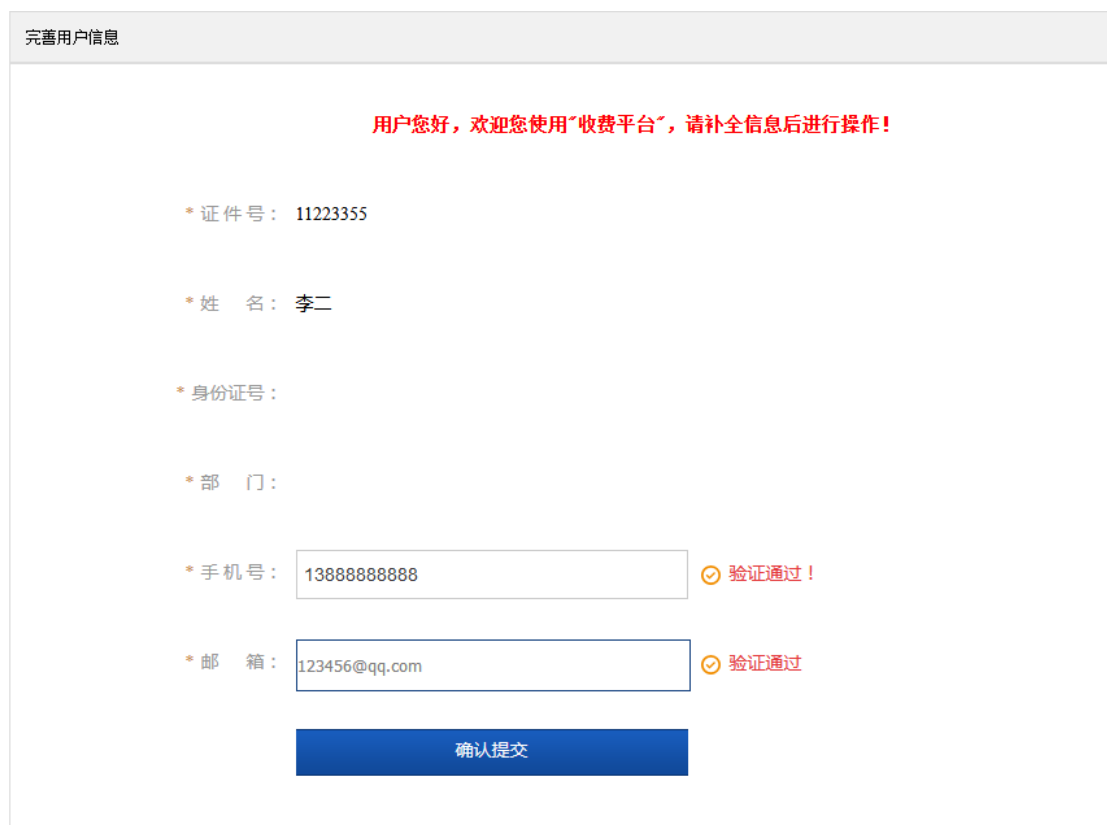 完善用户信息
用户您好，欢迎您使用"收费平台"，请补全信息后进行操作！
* 证 件 号： 11223355
* 姓 名： 李二
* 身份证号：
* 部 门：
* 手 机 号： 13888888888 验证通过！
* 邮 箱： 123456@qq.com 验证通过
确认提交